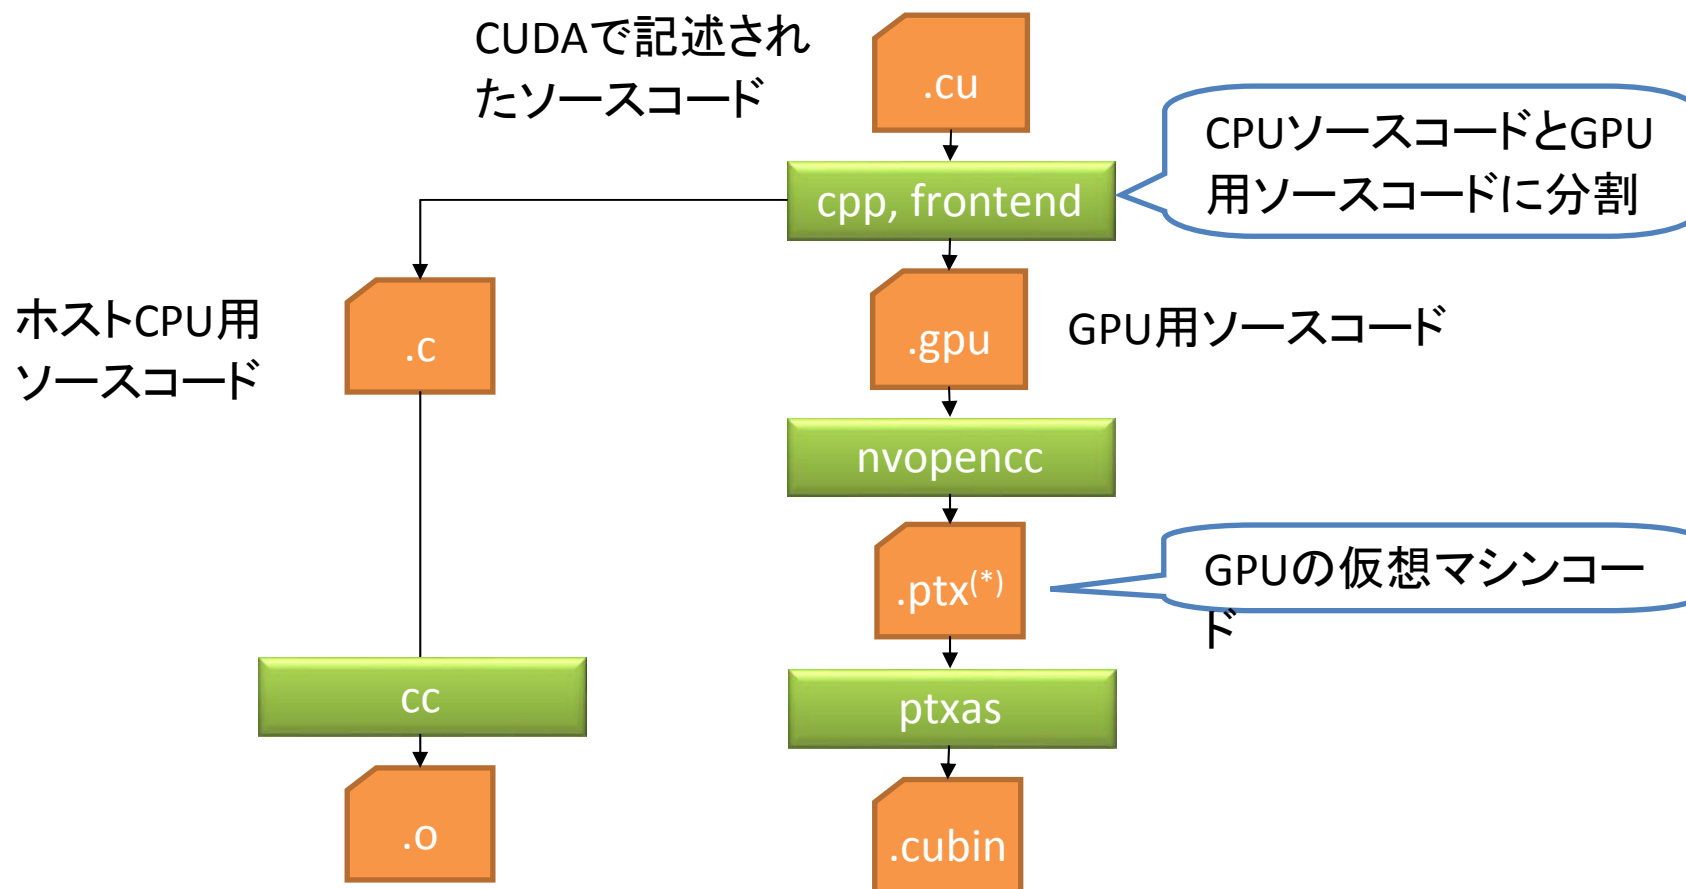 CUDAで記述され
たソースコード
.cu
cpp, frontend
CPUソースコードとGPU
用ソースコードに分割
ホストCPU用
ソースコード
.c
.gpu
GPU用ソースコード
nvopencc
.ptx(*)
GPUの仮想マシンコー
ド
cc
ptxas
.o
.cubin